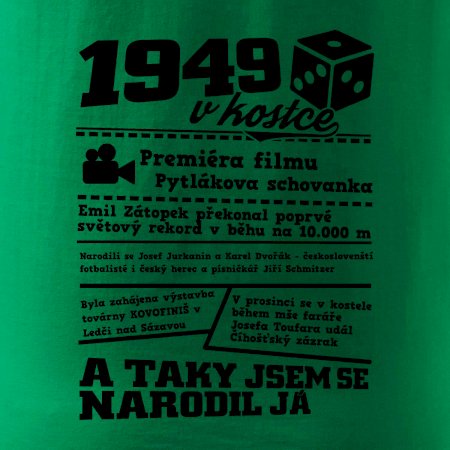 1949
v kostce
Premiéra filmu
Pytlákova schovanka
Emil Zátopek překonal poprvé
světový rekord v běhu na 10.000 m
Narodili se Josef Jurkanin a Karel Dvořák - českoslovenští
fotbalisté i český herec a písničkář Jiří Schmitzer
Byla zahájena výstavba
továrny KOVOFINIŠ v
Ledči nad Sázavou
V prosinci se v kostele
během mše faráře
Josefa Toufara udál
Číhošťský zázrak
A TAKY JSEM SE
NARODIL JÁ